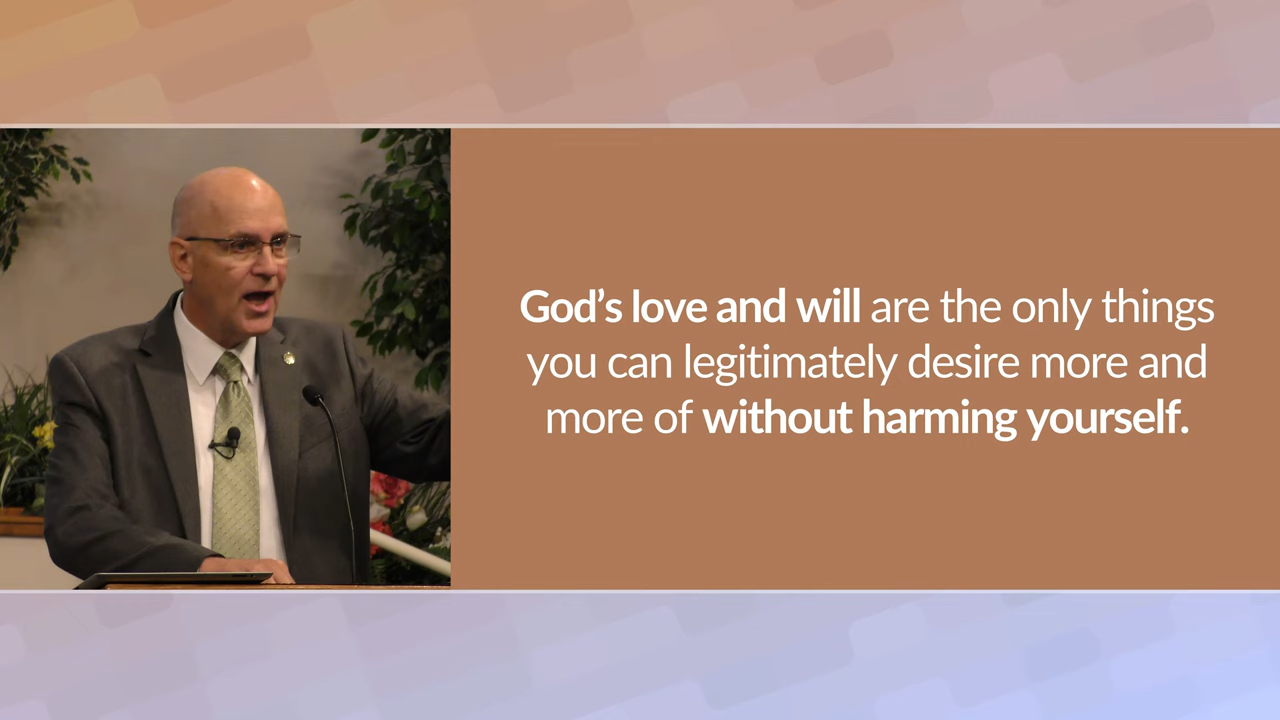 God’s love and will are the only things
you can legitimately desire more and
more of without harming yourself.